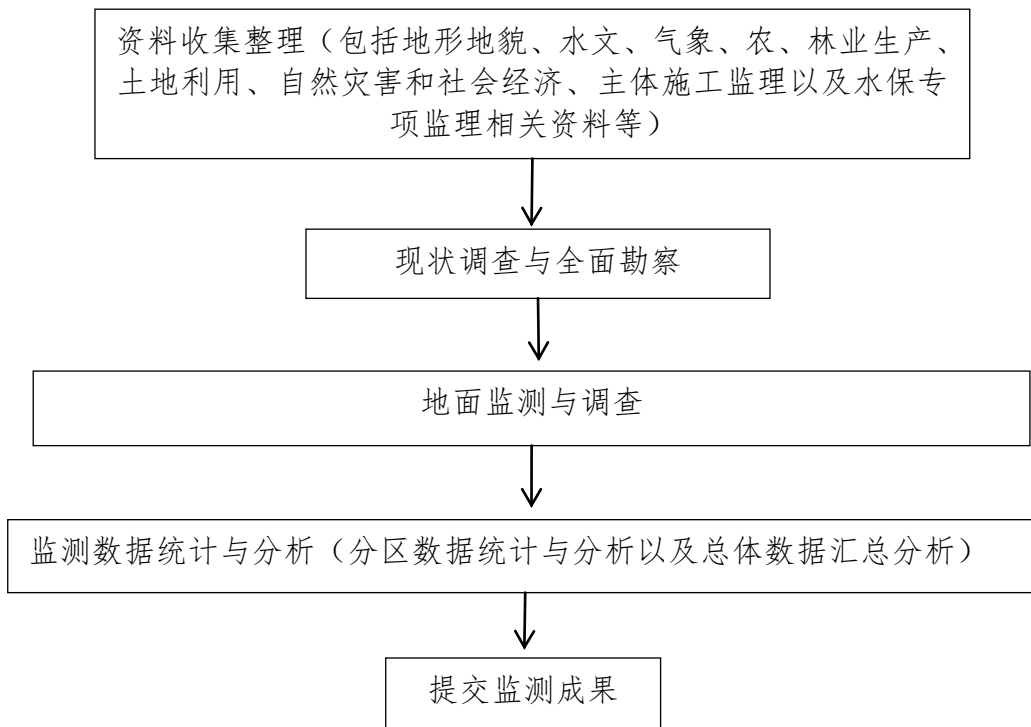 资料收集整理（包括地形地貌、水文、气象、农、林业生产、
土地利用、自然灾害和社会经济、主体施工监理以及水保专
项监理相关资料等）
现状调查与全面勘察
地面监测与调查
监测数据统计与分析（分区数据统计与分析以及总体数据汇总分析）
提交监测成果